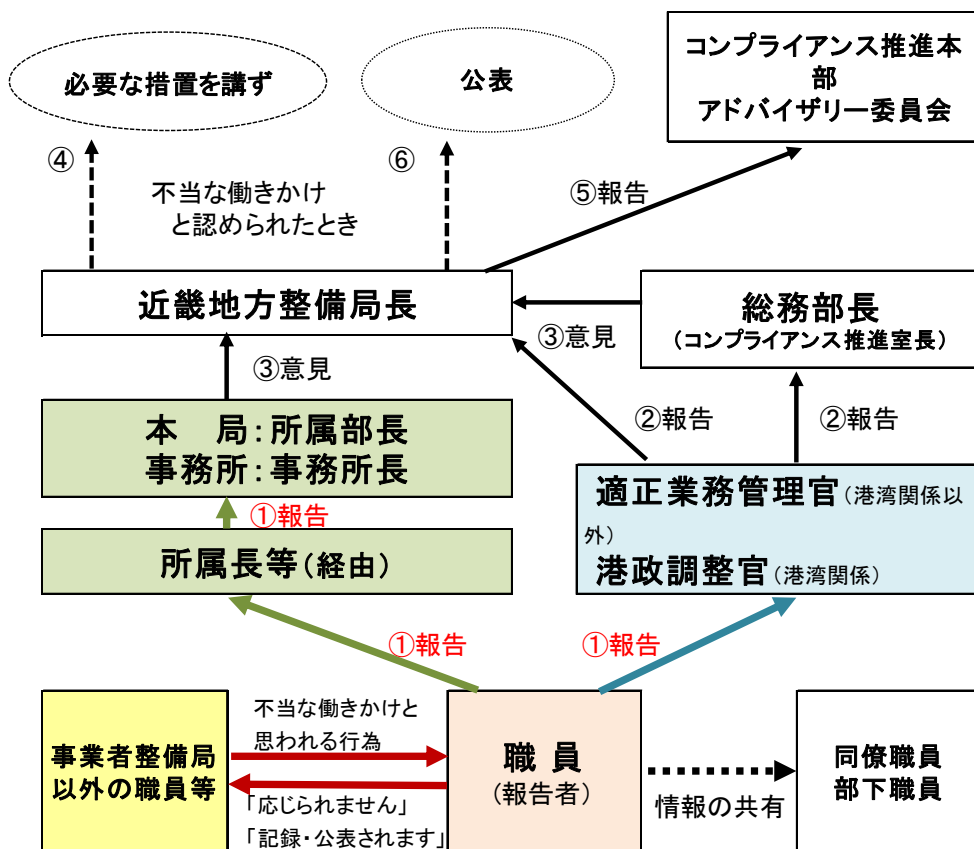 必要な措置を講ず
公表
コンプライアンス推進本
部
アドバイザリー委員会
④
⑥
⑤報告
不当な働きかけ
と認められたとき
近畿地方整備局長
総務部長
(コンプライアンス推進室長)
③意見
③意見
本　局:所属部長
事務所:事務所長
②報告
②報告
①報告
適正業務管理官(港湾関係以
外)
港政調整官(港湾関係)
所属長等(経由)
①報告
①報告
不当な働きかけと
思われる行為
事業者整備局
以外の職員等
職 員
(報告者)
同僚職員
部下職員
情報の共有
「応じられません」
「記録・公表されます」